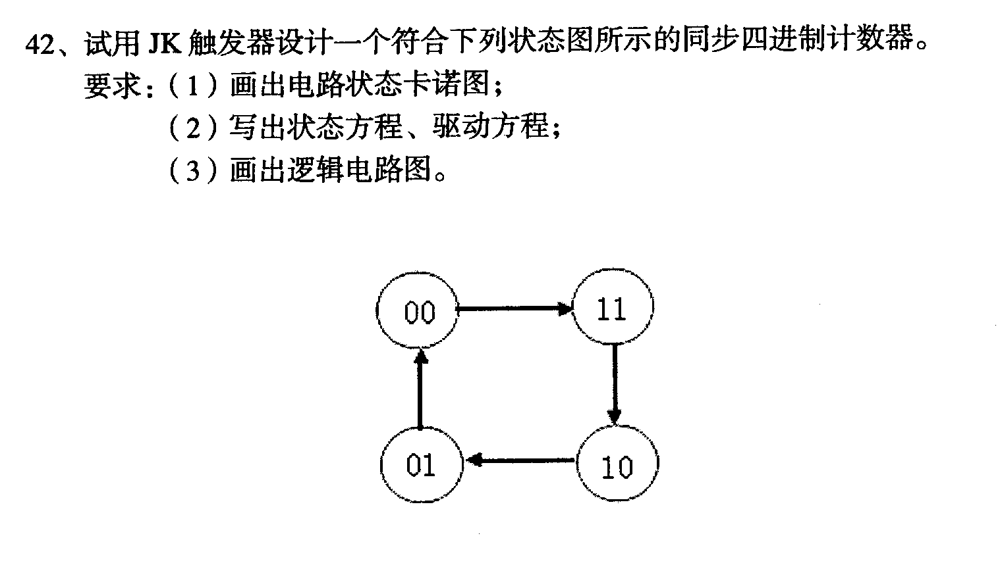 42、试用 JK 触发器设计一个符合下列状态图所示的同步四进制计数器。
要求：（1）画出电路状态卡诺图；
（2）写出状态方程、驱动方程；
（3）画出逻辑电路图。
00
11
01
10